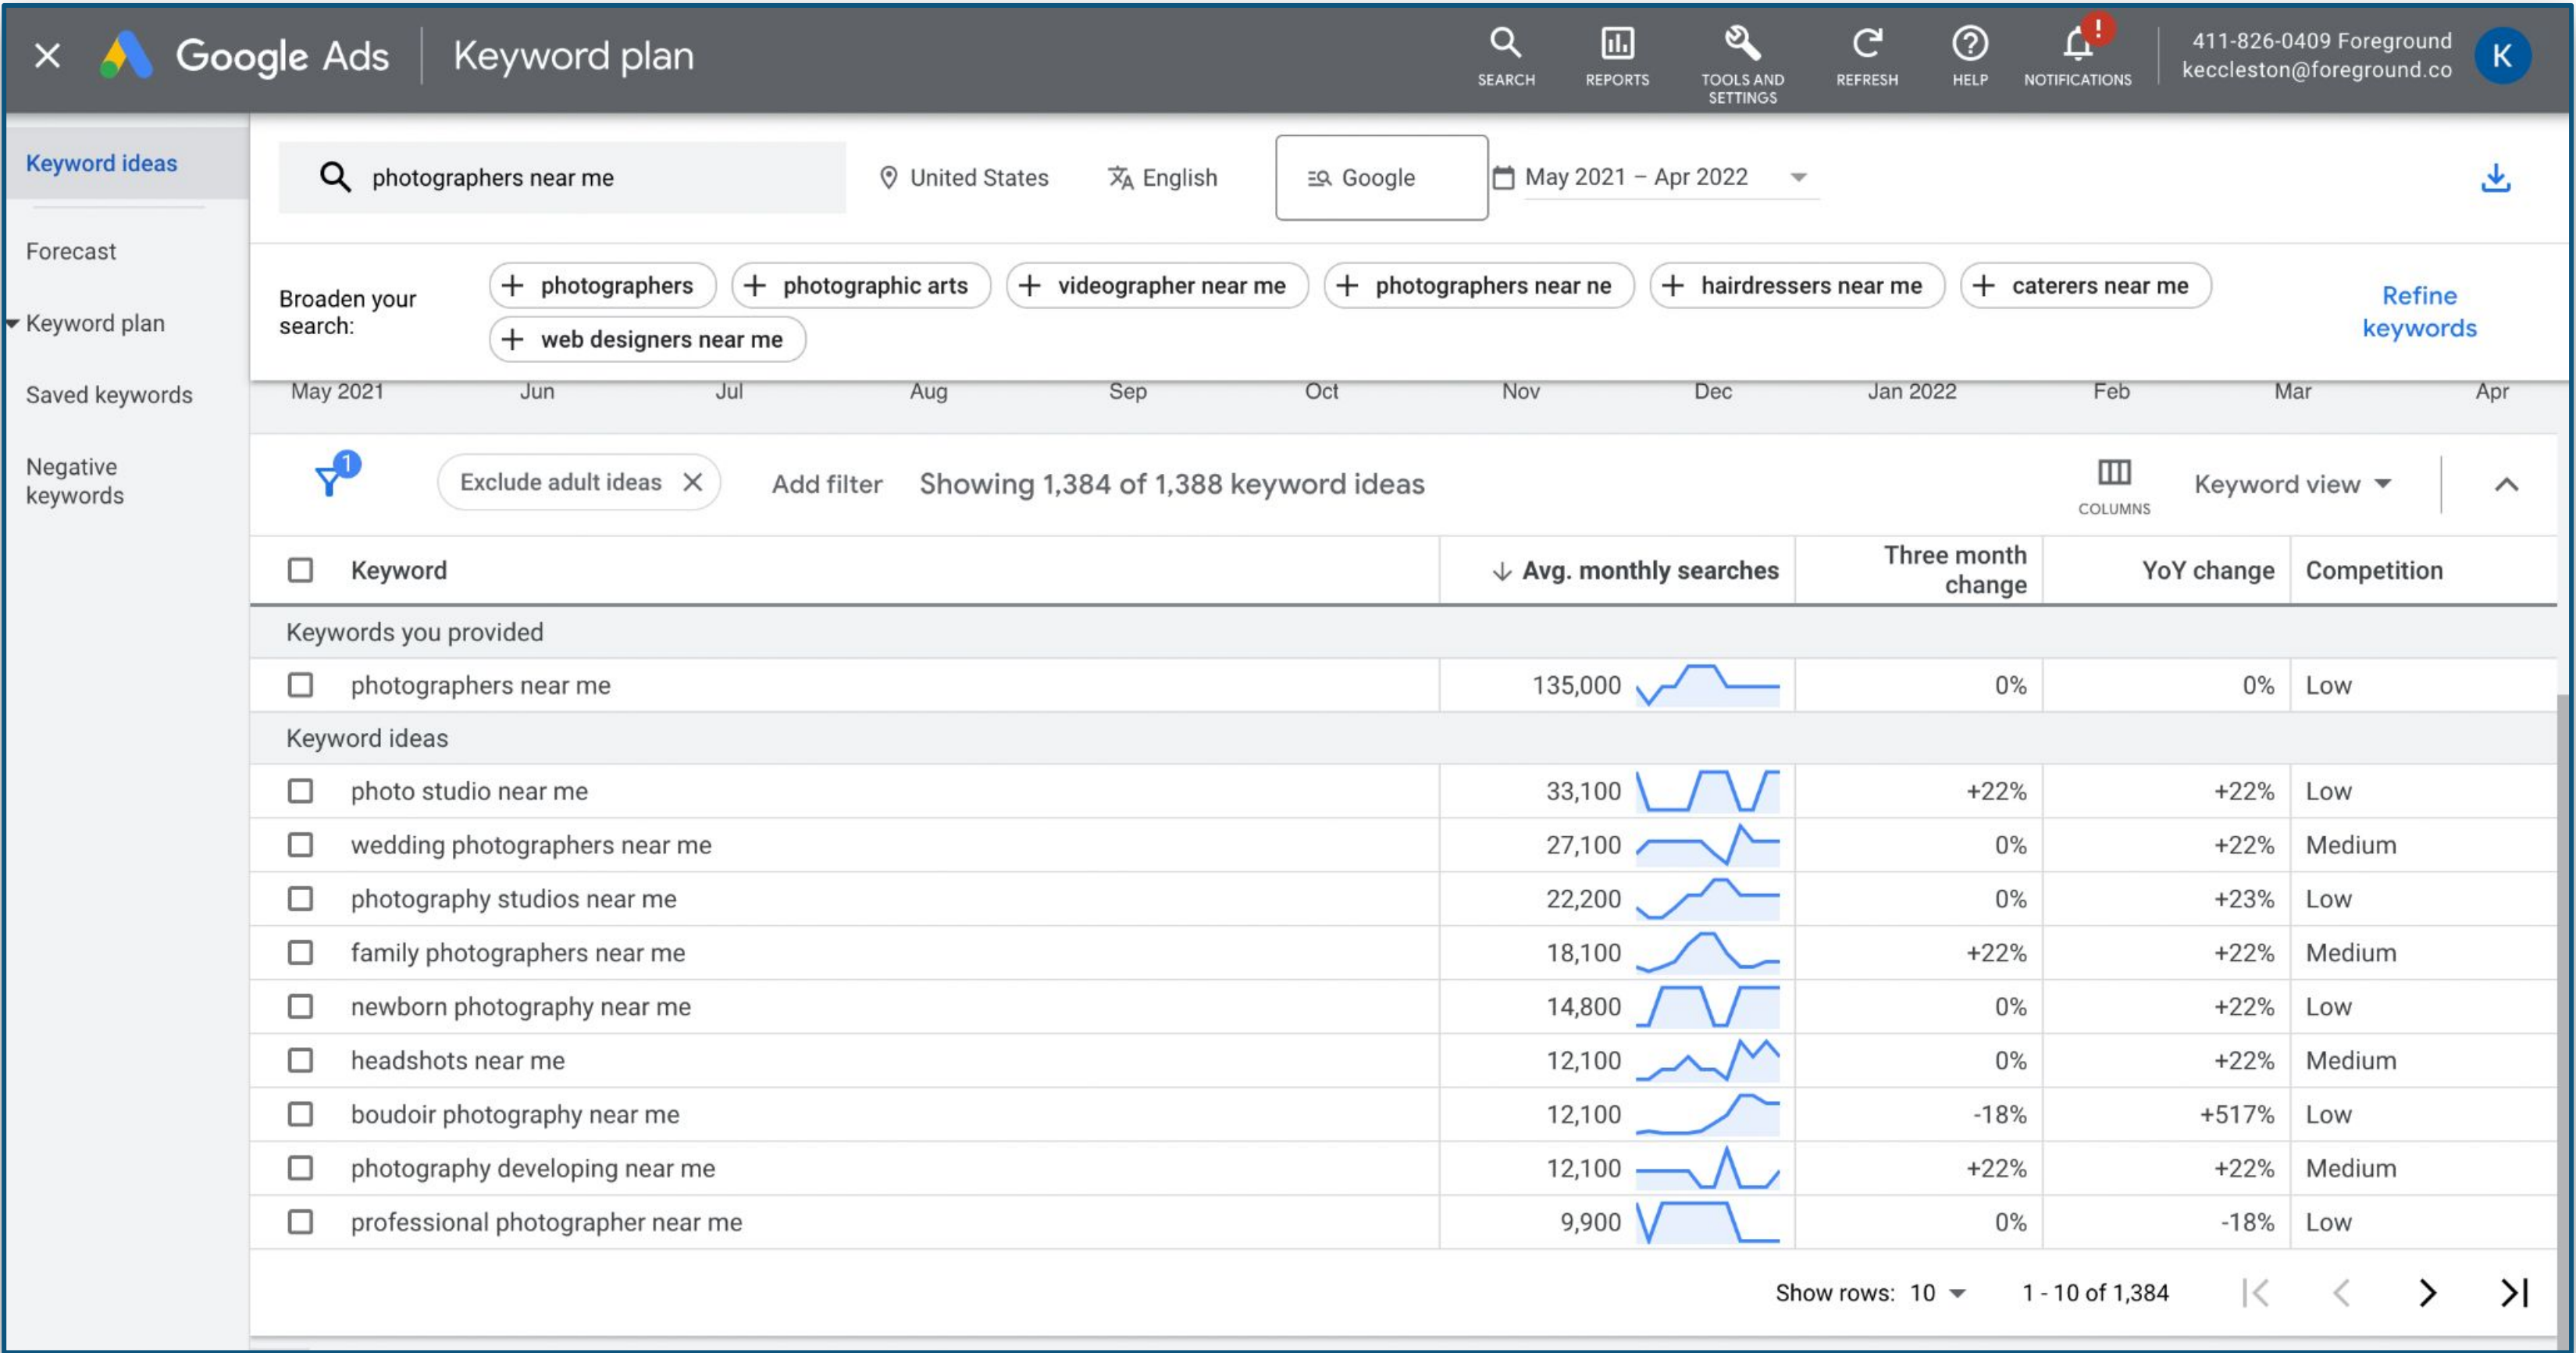 Google Ads Keyword plan
SEARCH
REPORTS
TOOLS AND
SETTINGS
REFRESH
HELP
!
NOTIFICATIONS
411-826-0409 Foreground
keccleston@foreground.co
K
Keyword ideas
Forecast
Keyword plan
Saved keywords
Negative
keywords
photographers near me
United States
English
Google
May 2021 – Apr 2022
Broaden your
search:
photographers
photographic arts
videographer near me
photographers near ne
hairdressers near me
caterers near me
web designers near me
Refine
keywords
May 2021 Jun Jul Aug Sep Oct Nov Dec Jan 2022 Feb Mar Apr
1
Exclude adult ideas
Add filter
Showing 1,384 of 1,388 keyword ideas
COLUMNS
Keyword view
Keyword
Avg. monthly searches
Three month
change
YoY change
Competition
Keywords you provided
photographers near me 135,000 0% 0% Low
Keyword ideas
photo studio near me 33,100 +22% +22% Low
wedding photographers near me 27,100 0% +22% Medium
photography studios near me 22,200 0% +23% Low
family photographers near me 18,100 +22% +22% Medium
newborn photography near me 14,800 0% +22% Low
headshots near me 12,100 0% +22% Medium
boudoir photography near me 12,100 -18% +517% Low
photography developing near me 12,100 +22% +22% Medium
professional photographer near me 9,900 0% -18% Low
Show rows: 10 1 - 10 of 1,384